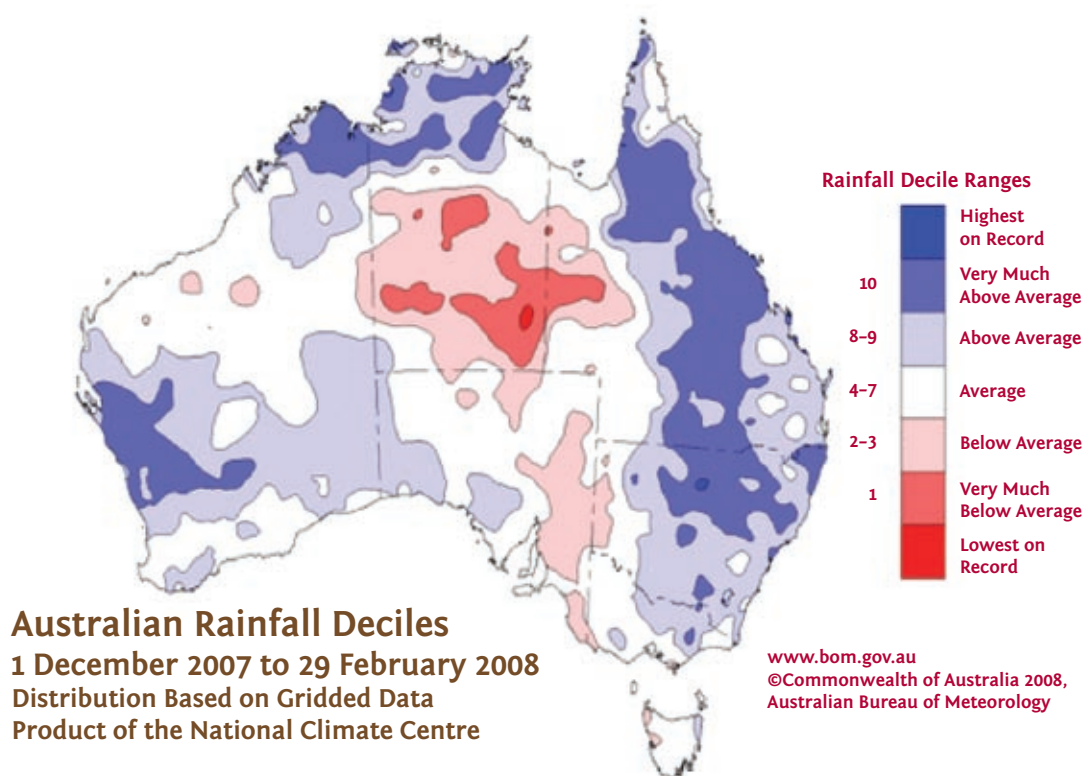 Rainfall Decile Ranges
Highest
on Record
10
Very Much
Above Average
8–9
Above Average
4–7
Average
2–3
Below Average
1
Very Much
Below Average
Lowest on
Record
Australian Rainfall Deciles
1 December 2007 to 29 February 2008
Distribution Based on Gridded Data
Product of the National Climate Centre
www.bom.gov.au
©Commonwealth of Australia 2008,
Australian Bureau of Meteorology